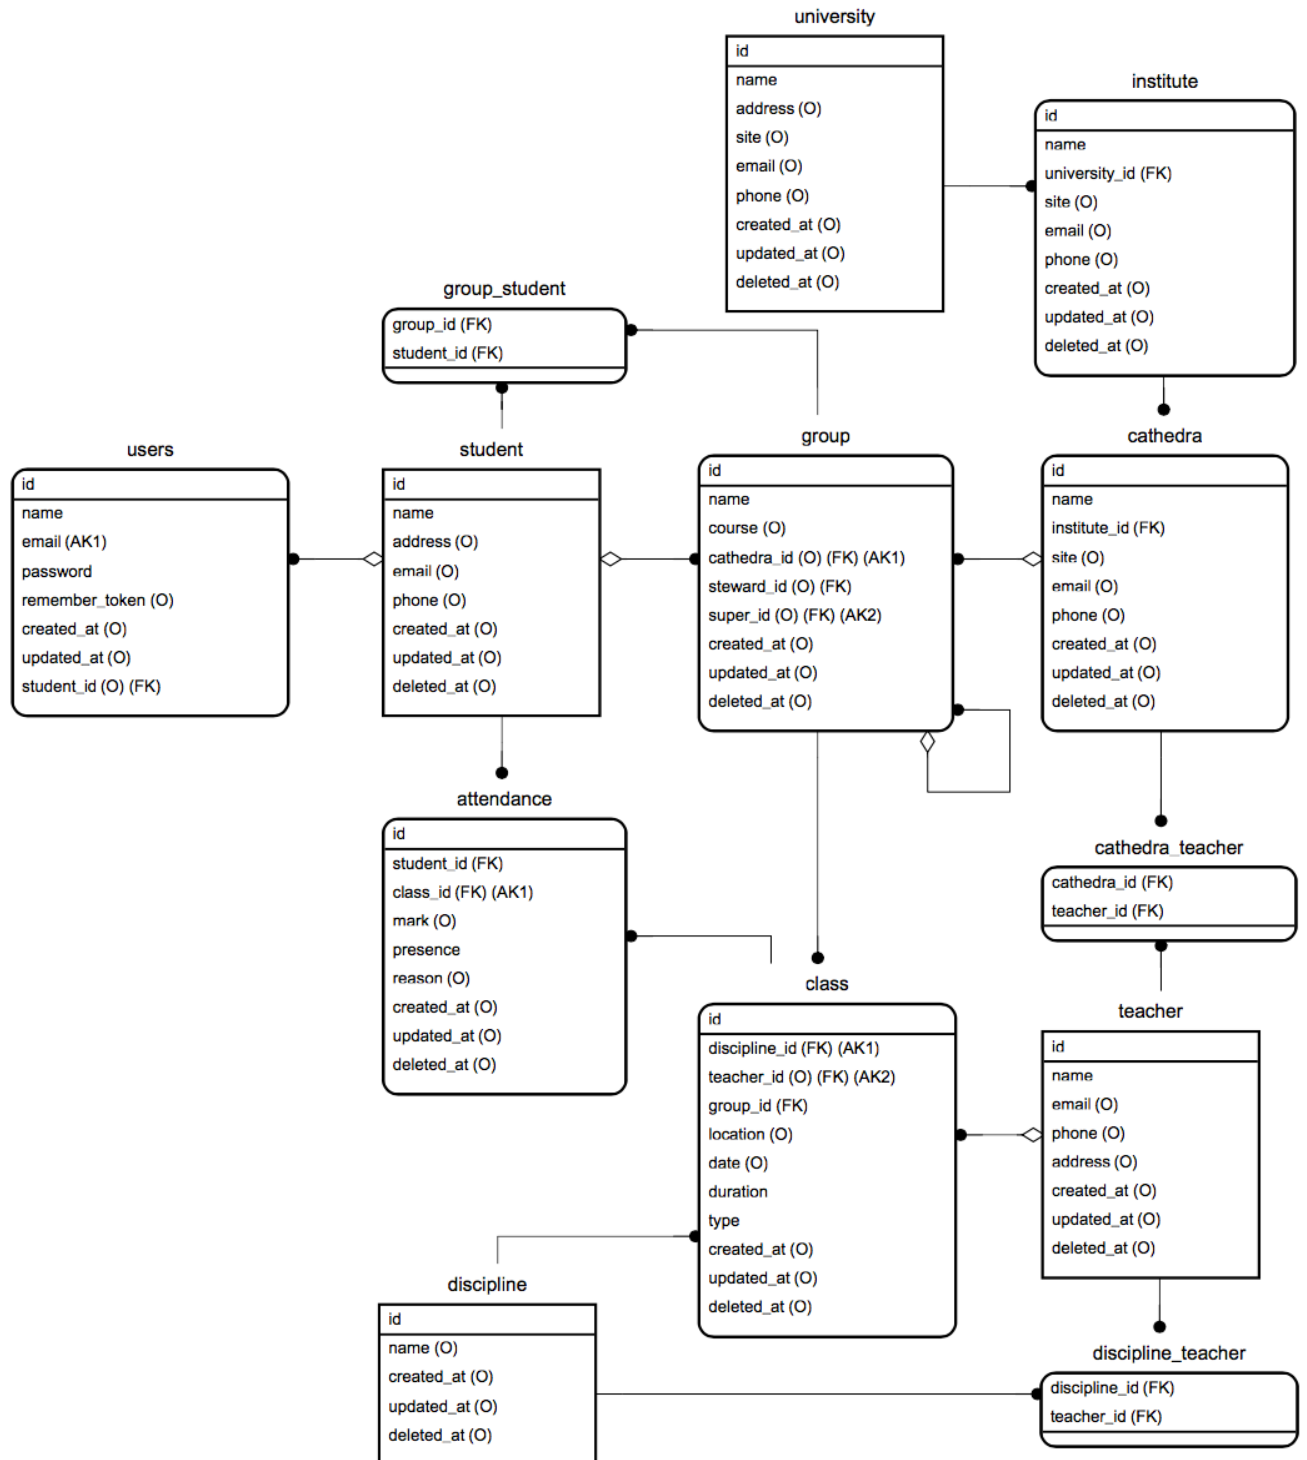 university
id
name
address (O)
site (O)
email (O)
phone (O)
created_at (O)
updated_at (O)
deleted_at (O)
institute
id
name
university_id (FK)
site (O)
email (O)
phone (O)
created_at (O)
updated_at (O)
deleted_at (O)
group_student
group_id (FK)
student_id (FK)
users
id
name
email (AK1)
password
remember_token (O)
created_at (O)
updated_at (O)
student_id (O) (FK)
student
id
name
address (O)
email (O)
phone (O)
created_at (O)
updated_at (O)
deleted_at (O)
group
id
name
course (O)
cathedra_id (O) (FK) (AK1)
steward_id (O) (FK)
super_id (O) (FK) (AK2)
created_at (O)
updated_at (O)
deleted_at (O)
cathedra
id
name
institute_id (FK)
site (O)
email (O)
phone (O)
created_at (O)
updated_at (O)
deleted_at (O)
attendance
id
student_id (FK)
class_id (FK) (AK1)
mark (O)
presence
reason (O)
created_at (O)
updated_at (O)
deleted_at (O)
cathedra_teacher
cathedra_id (FK)
teacher_id (FK)
class
id
discipline_id (FK) (AK1)
teacher_id (O) (FK) (AK2)
group_id (FK)
location (O)
date (O)
duration
type
created_at (O)
updated_at (O)
deleted_at (O)
teacher
id
name
email (O)
phone (O)
address (O)
created_at (O)
updated_at (O)
deleted_at (O)
discipline
id
name (O)
created_at (O)
updated_at (O)
deleted_at (O)
discipline_teacher
discipline_id (FK)
teacher_id (FK)